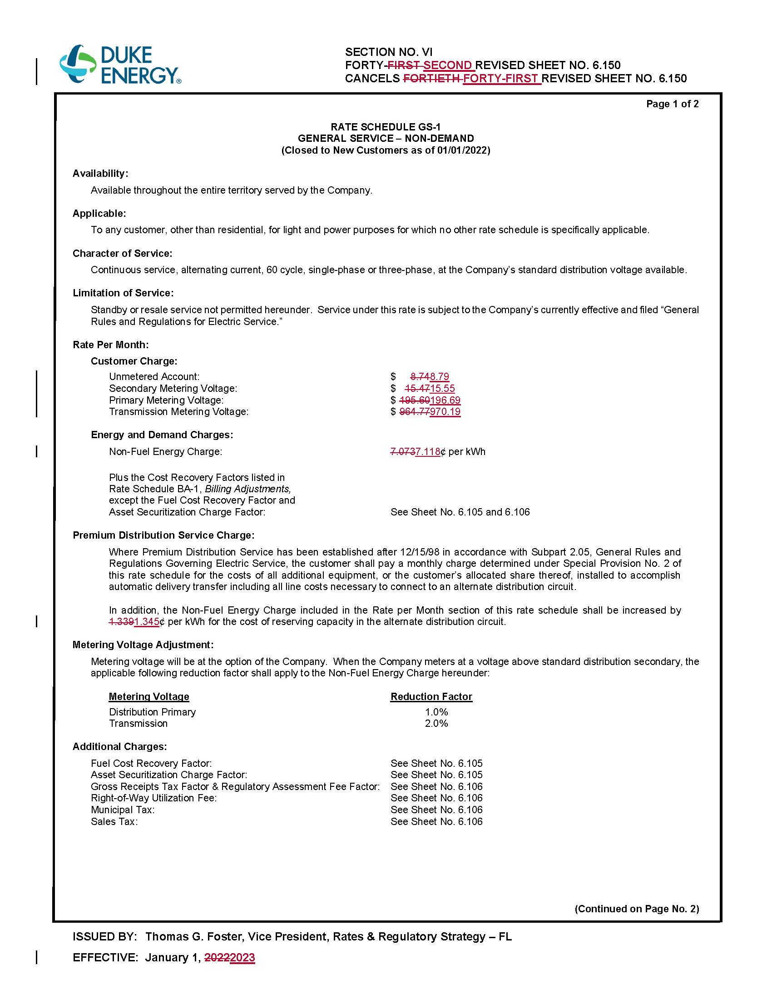 DUKE
ENERGY®
SECTION NO. VI
FORTY-FIRST SECOND REVISED SHEET NO. 6.150
CANCELS FORTIETH FORTY-FIRST REVISED SHEET NO. 6.150
Page 1 of 2
RATE SCHEDULE GS-1
GENERAL SERVICE – NON-DEMAND
(Closed to New Customers as of 01/01/2022)
Availability:
Available throughout the entire territory served by the Company.
Applicable:
To any customer, other than residential, for light and power purposes for which no other rate schedule is specifically applicable.
Character of Service:
Continuous service, alternating current, 60 cycle, single-phase or three-phase, at the Company's standard distribution voltage available.
Limitation of Service:
Standby or resale service not permitted hereunder. Service under this rate is subject to the Company's currently effective and filed “General
Rules and Regulations for Electric Service.”
Rate Per Month:
Customer Charge:
Unmetered Account: $ 8.748.79
Secondary Metering Voltage: $ 15.4715.55
Primary Metering Voltage: $ 195.60196.69
Transmission Metering Voltage: $ 964.77970.19
Energy and Demand Charges:
Non-Fuel Energy Charge: 7.0737.118¢ per kWh
Plus the Cost Recovery Factors listed in
Rate Schedule BA-1, Billing Adjustments,
except the Fuel Cost Recovery Factor and
Asset Securitization Charge Factor: See Sheet No. 6.105 and 6.106
Premium Distribution Service Charge:
Where Premium Distribution Service has been established after 12/15/98 in accordance with Subpart 2.05, General Rules and
Regulations Governing Electric Service, the customer shall pay a monthly charge determined under Special Provision No. 2 of
this rate schedule for the costs of all additional equipment, or the customer's allocated share thereof, installed to accomplish
automatic delivery transfer including all line costs necessary to connect to an alternate distribution circuit.
In addition, the Non-Fuel Energy Charge included in the Rate per Month section of this rate schedule shall be increased by
1.3391.345¢ per kWh for the cost of reserving capacity in the alternate distribution circuit.
Metering Voltage Adjustment:
Metering voltage will be at the option of the Company. When the Company meters at a voltage above standard distribution secondary, the
applicable following reduction factor shall apply to the Non-Fuel Energy Charge hereunder:
Metering Voltage Reduction Factor
Distribution Primary 1.0%
Transmission 2.0%
Additional Charges:
Fuel Cost Recovery Factor: See Sheet No. 6.105
Asset Securitization Charge Factor: See Sheet No. 6.105
Gross Receipts Tax Factor & Regulatory Assessment Fee Factor: See Sheet No. 6.106
Right-of-Way Utilization Fee: See Sheet No. 6.106
Municipal Tax: See Sheet No. 6.106
Sales Tax: See Sheet No. 6.106
(Continued on Page No. 2)
ISSUED BY: Thomas G. Foster, Vice President, Rates & Regulatory Strategy – FL
EFFECTIVE: January 1, 20222023